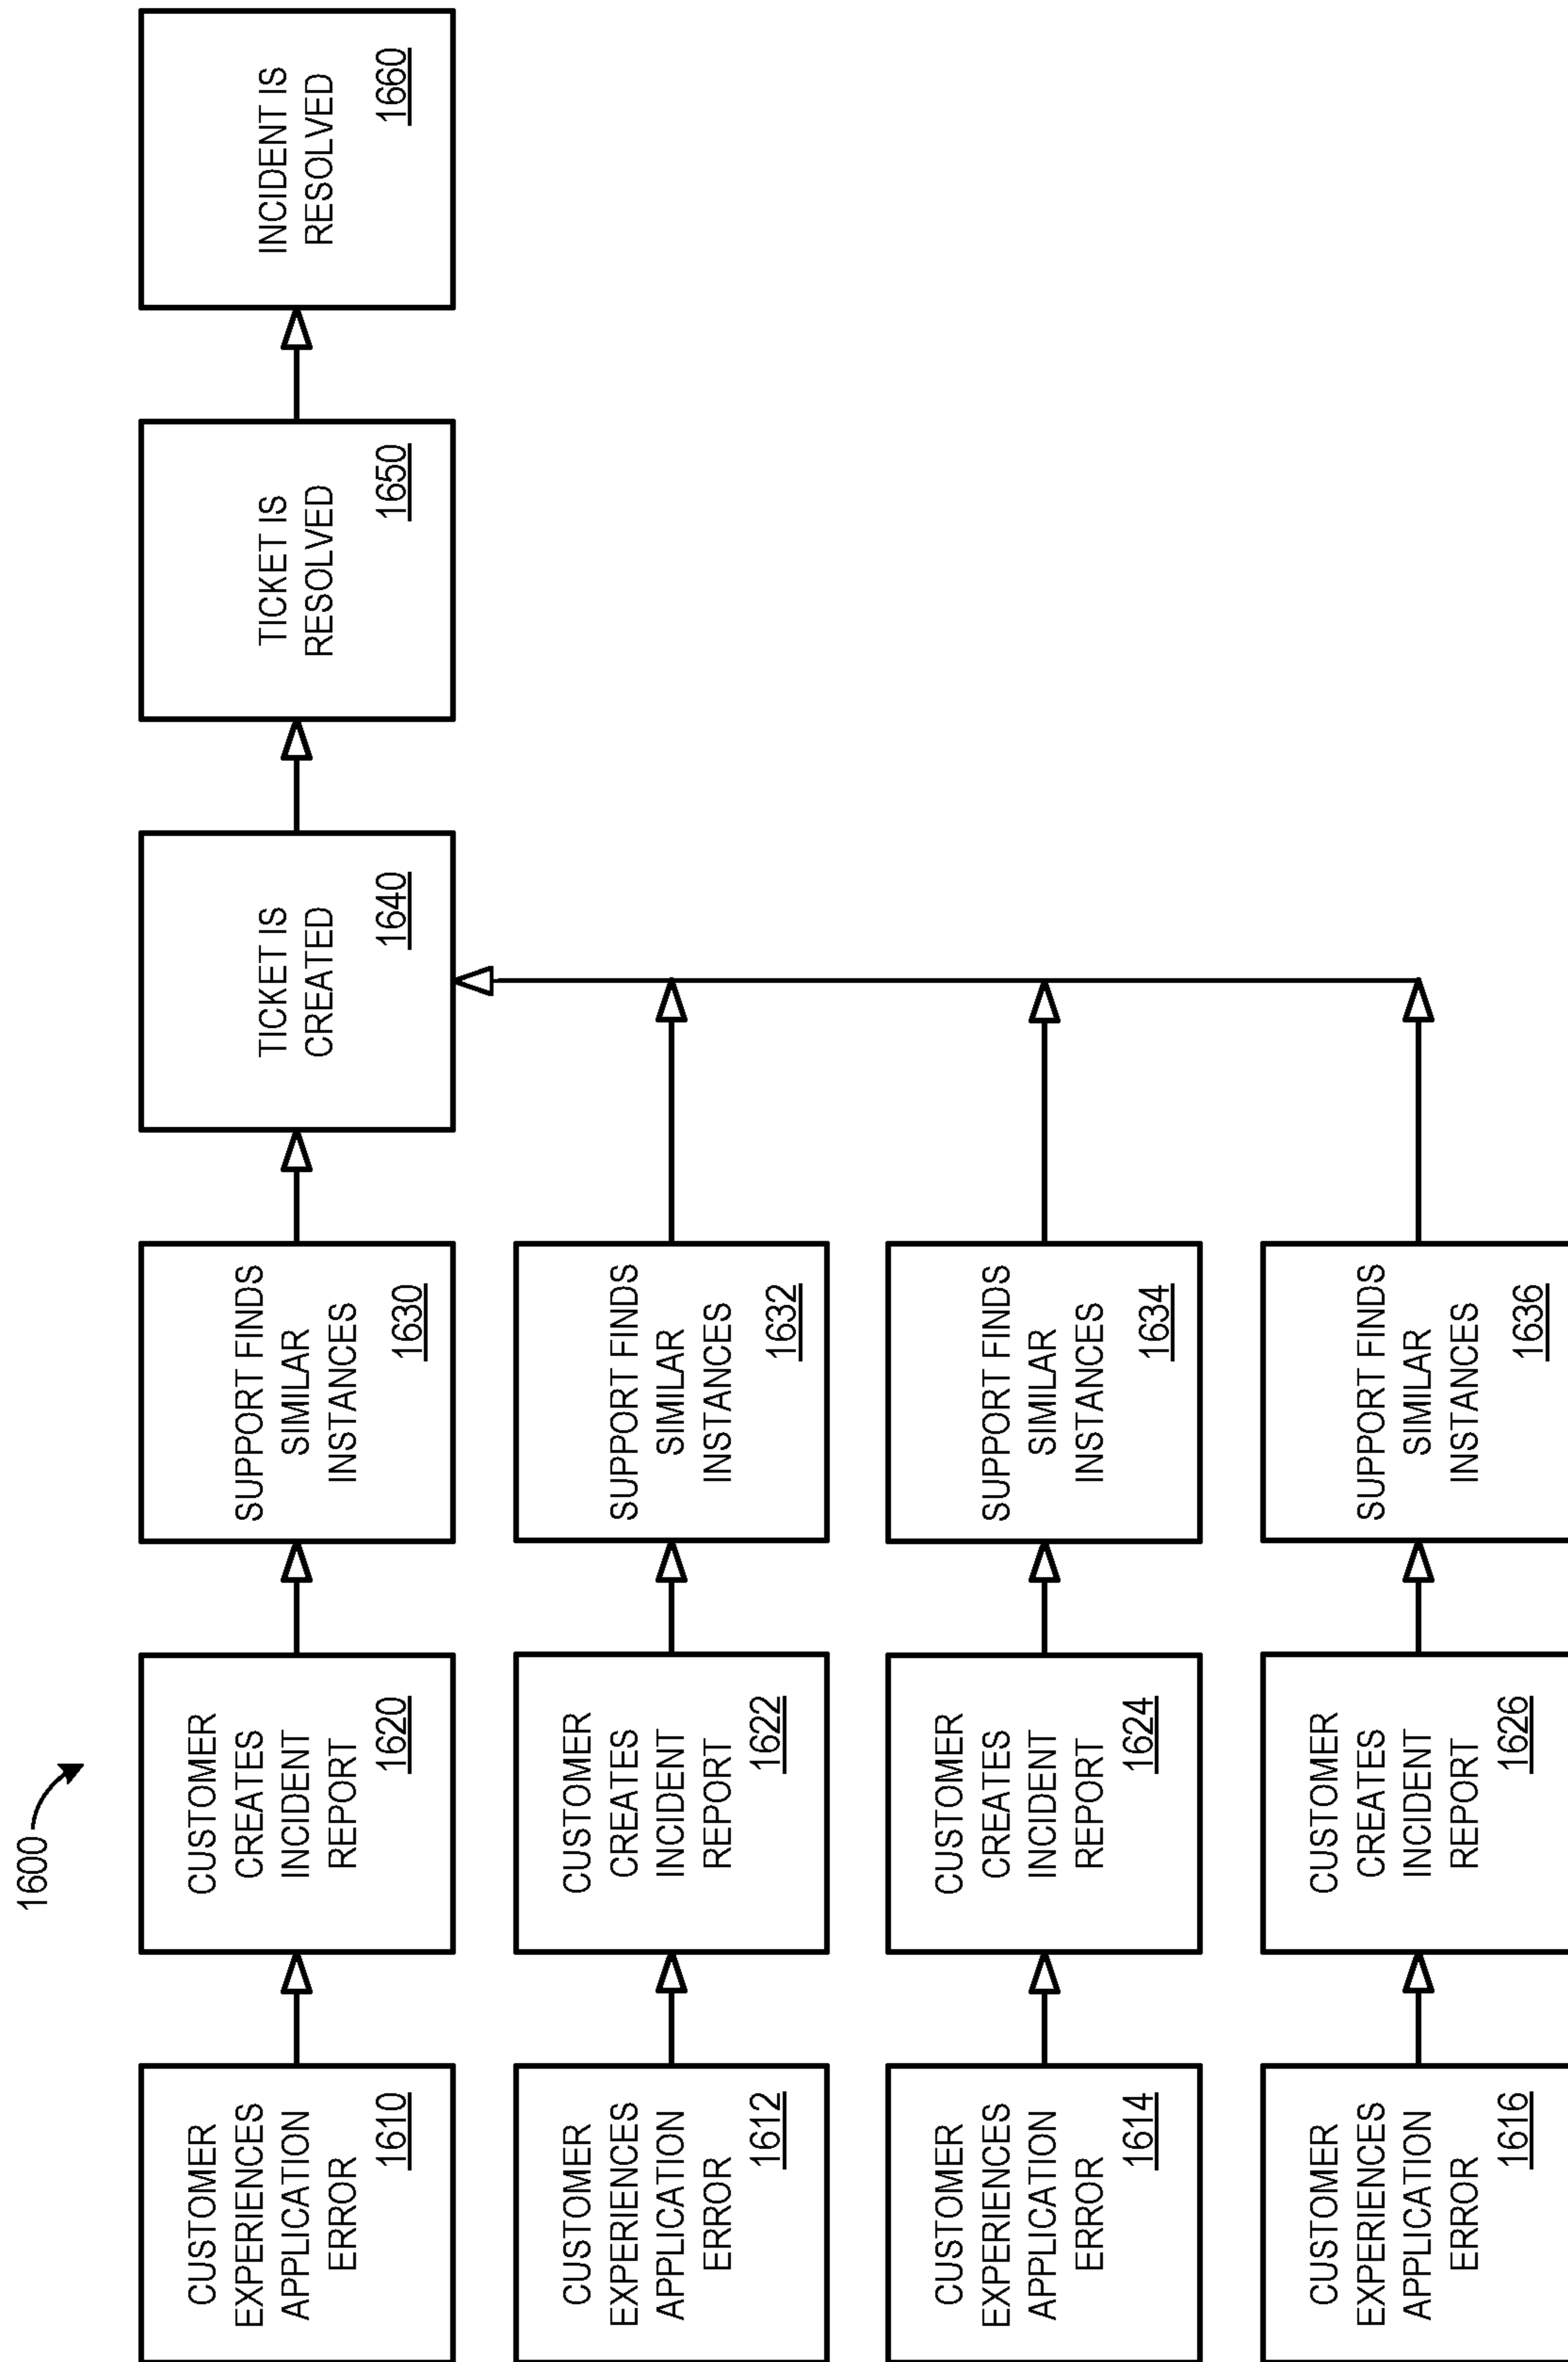 1600
CUSTOMER
EXPERIENCES
APPLICATION
ERROR
1610
CUSTOMER
CREATES
INCIDENT
REPORT
1620
SUPPORT FINDS
SIMILAR
INSTANCES
1630
TICKET IS
CREATED
1640
TICKET IS
RESOLVED
1650
INCIDENT IS
RESOLVED
1660
CUSTOMER
EXPERIENCES
APPLICATION
ERROR
1612
CUSTOMER
CREATES
INCIDENT
REPORT
1622
SUPPORT FINDS
SIMILAR
INSTANCES
1632
CUSTOMER
EXPERIENCES
APPLICATION
ERROR
1614
CUSTOMER
CREATES
INCIDENT
REPORT
1624
SUPPORT FINDS
SIMILAR
INSTANCES
1634
CUSTOMER
EXPERIENCES
APPLICATION
ERROR
1616
CUSTOMER
CREATES
INCIDENT
REPORT
1626
SUPPORT FINDS
SIMILAR
INSTANCES
1636